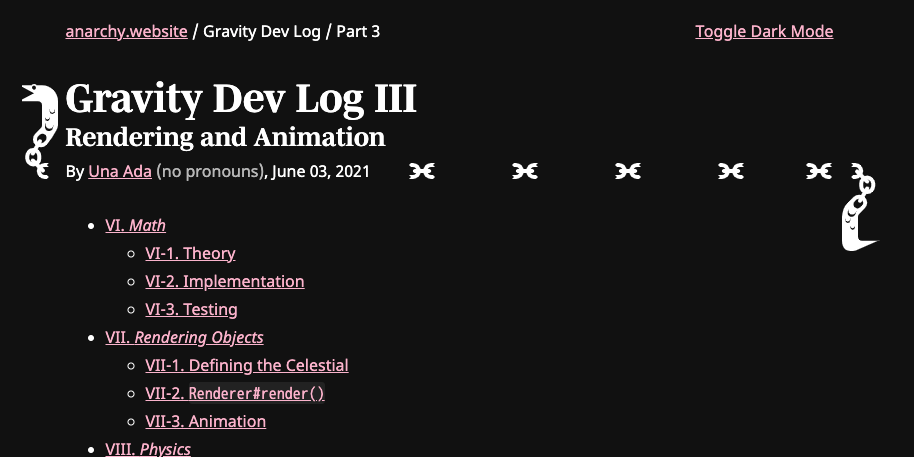 anarchy.website / Gravity Dev Log / Part 3 Toggle Dark Mode
Gravity Dev Log III
Rendering and Animation
By Una Ada (no pronouns), June 03, 2021
VI. Math
VI-1. Theory
VI-2. Implementation
VI-3. Testing
VII. Rendering Objects
VII-1. Defining the Celestial
VII-2. Renderer#render()
VII-3. Animation
VIII. Physics